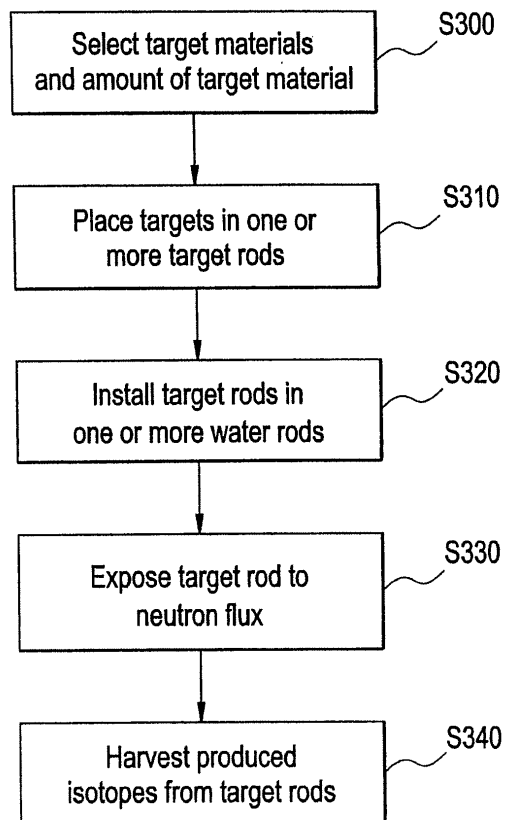 Select target materials
and amount of target material
S300
Place targets in one or
more target rods
S310
Install target rods in
one or more water rods
S320
Expose target rod to
neutron flux
S330
Harvest produced
isotopes from target rods
S340